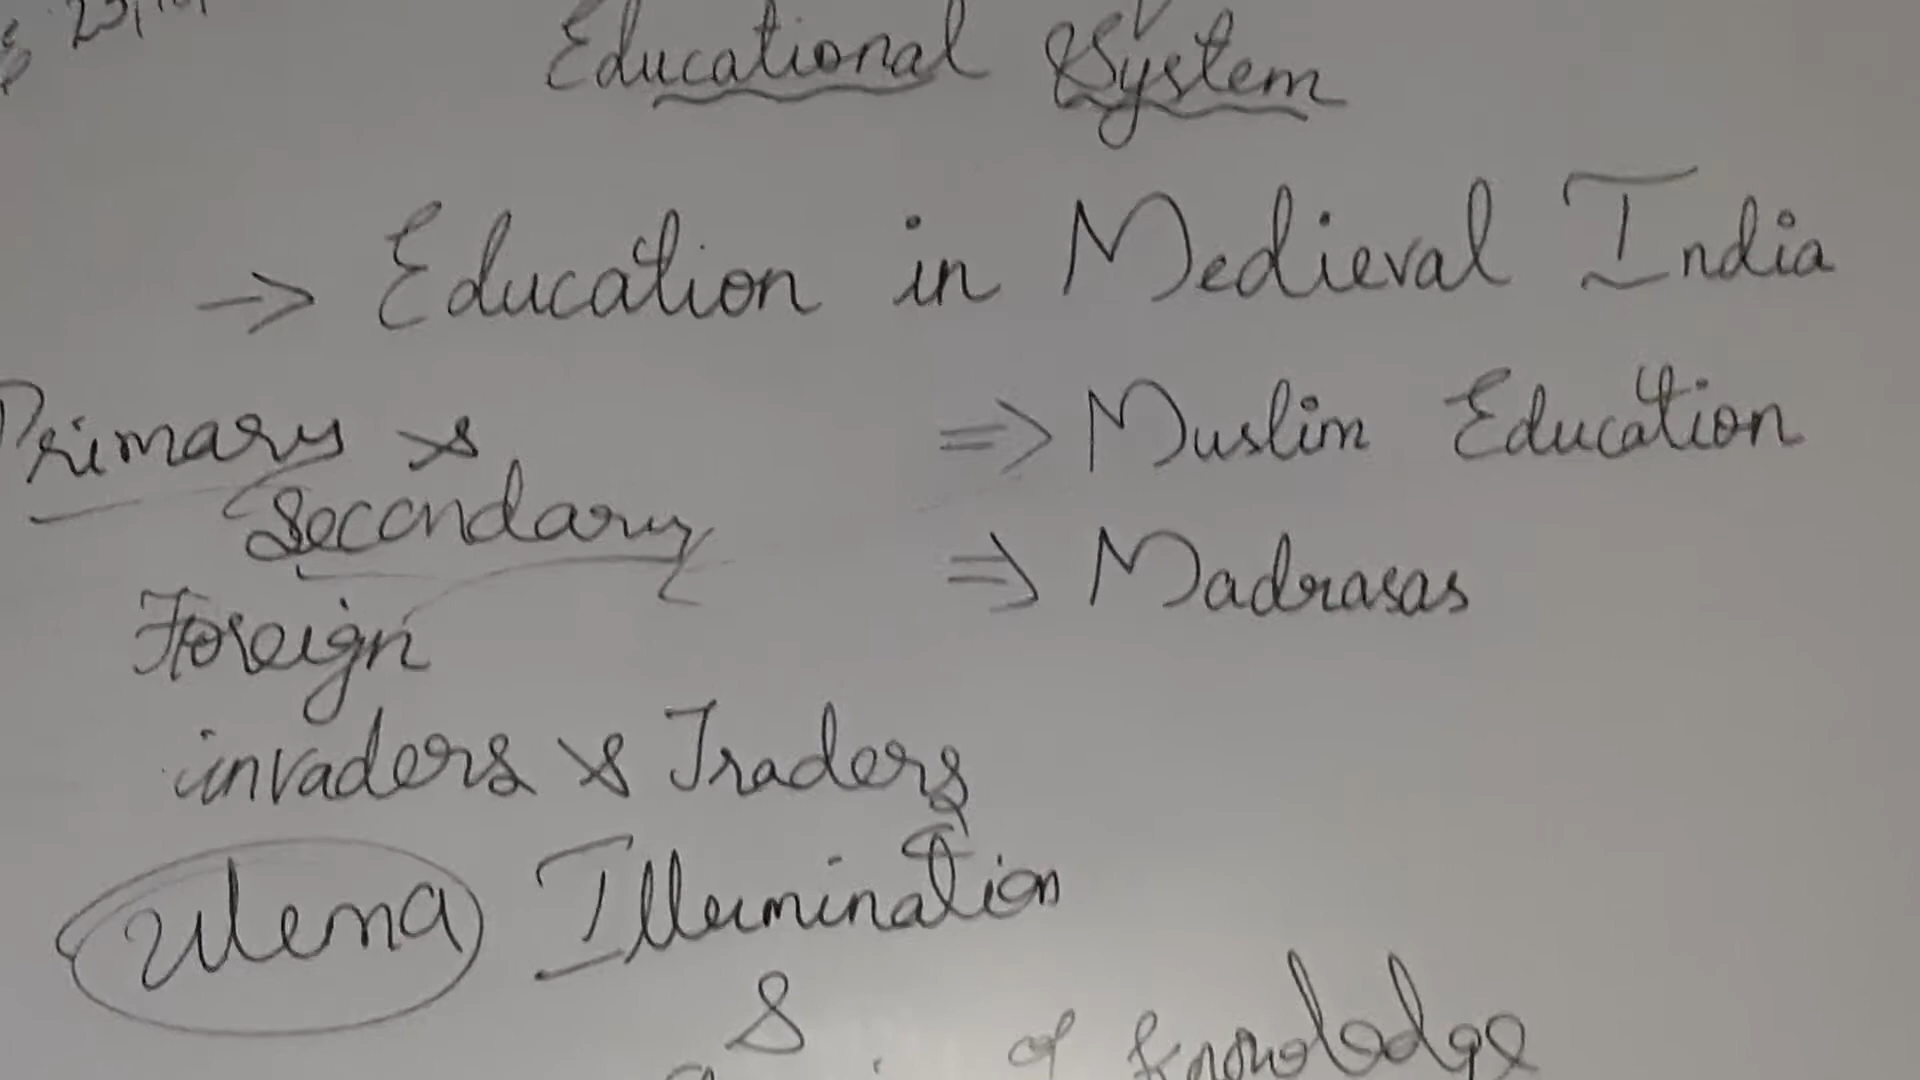 Educational System
→ Education in Medieval India
Primary &
Secondary
⇒ Muslim Education
⇒ Madrasas
Foreign
invaders & Traders
Ulema Illumination
&
of knowledge